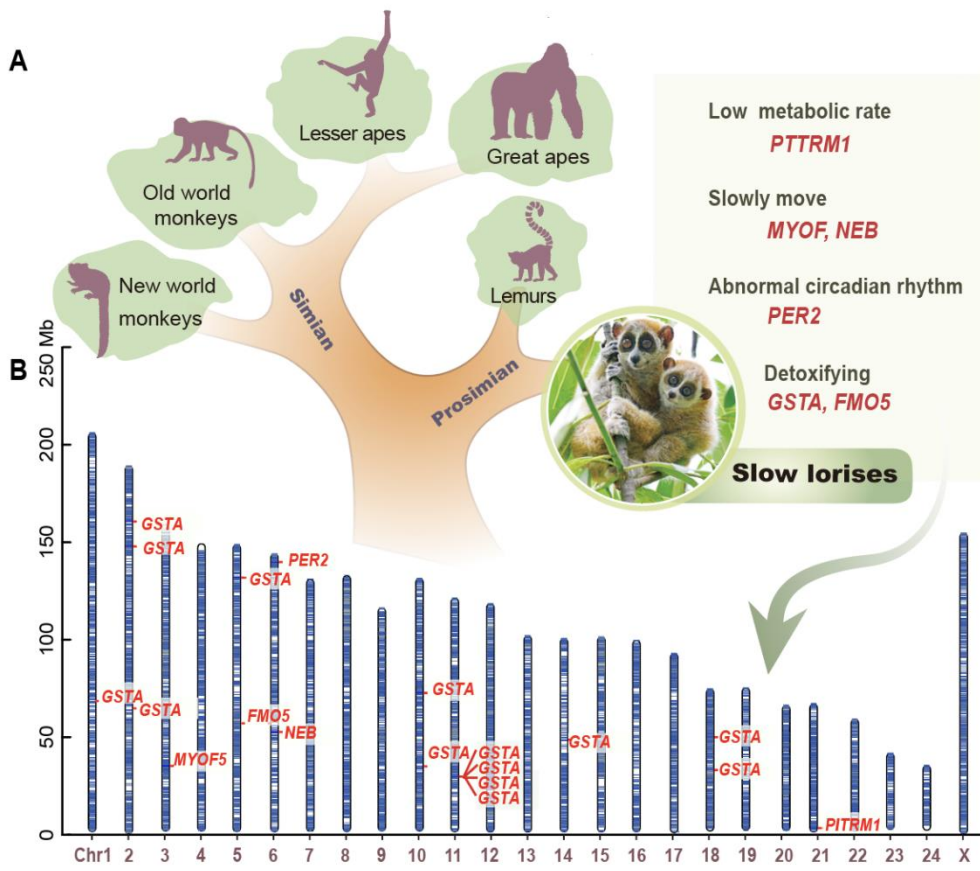 A
Lesser apes
Great apes
Old world
monkeys
New world
monkeys
Lemurs
Simian
Prosimian
Low metabolic rate
PTTRM1
Slowly move
MYOF, NEB
Abnormal circadian rhythm
PER2
Detoxifying
GSTA, FMO5
Slow lorises
B
250 Mb
200
150
100
50
0
GSTA
GSTA
GSTA
GSTA
MYOF5
GSTA
FMO5
PER2
NEB
GSTA
GSTA
GSTA
GSTA
GSTA
GSTA
GSTA
GSTA
GSTA
PITRM1
Chr1 2 3 4 5 6 7 8 9 10 11 12 13 14 15 16 17 18 19 20 21 22 23 24 X